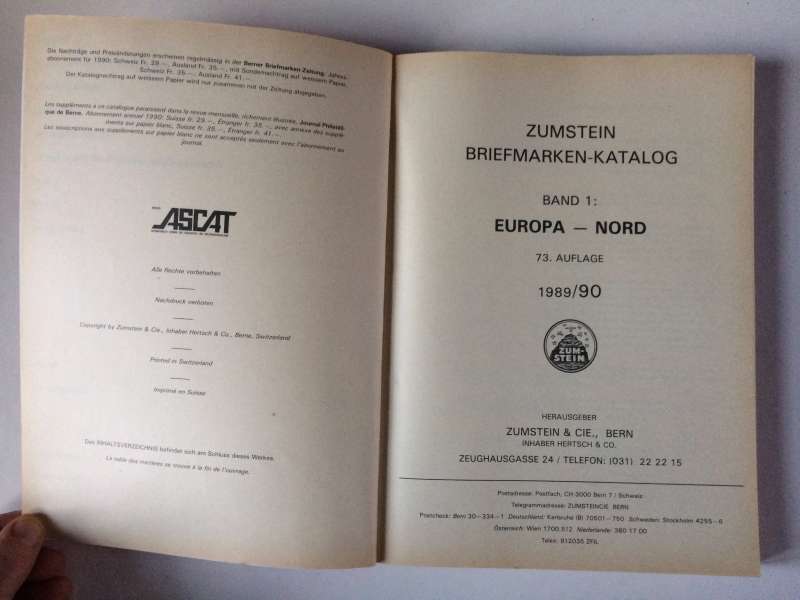 Die Nachträge und Preisänderungen erscheinen regelmässig in der Berner Briefmarken-Zeitung. Jahres-
abonnement für 1990: Schweiz Fr. 29.—, Ausland Fr. 35.—, mit Sondernachtrag auf weissem Papier,
Schweiz Fr. 35.—, Ausland Fr. 41.—.
Der Katalognachtrag auf weissem Papier wird nur zusammen mit der Zeitung abgegeben.
Les suppléments à ce catalogue paraissent dans la revue mensuelle, richement illustrée, Journal Philatéli-
que de Berne. Abonnement annuel 1990: Suisse fr. 29.—, Étranger fr. 35.—, avec annexe des supplé-
ments sur papier blanc, Suisse fr. 35.—, Étranger fr. 41.—.
Les souscriptions aux suppléments sur papier blanc ne sont acceptés seulement avec l'abonnement au
journal.
ASCAT
Alle Rechte vorbehalten
Nachdruck verboten
Copyright by Zumstein & Cie., Inhaber Hertsch & Co., Berne, Switzerland
Printed in Switzerland
Imprimé en Suisse
Das INHALTSVERZEICHNIS befindet sich am Schluss dieses Werkes.
La table des matières se trouve à la fin de l'ouvrage.
ZUMSTEIN
BRIEFMARKEN-KATALOG
BAND 1:
EUROPA — NORD
73. AUFLAGE
1989/90
ZUM-
STEIN
HERAUSGEBER
ZUMSTEIN & CIE., BERN
INHABER HERTSCH & CO.
ZEUGHAUSGASSE 24 / TELEFON: (031) 22 22 15
Postadresse: Postfach, CH 3000 Bern 7 / Schweiz
Telegrammadresse: ZUMSTEINCIE BERN
Postcheck: Bern 30–334–1 Deutschland: Karlsruhe (B) 70501–750 Schweden: Stockholm 4295–6
Österreich: Wien 1700.512 Niederlande: 380 17 00
Telex: 912035 ZFIL